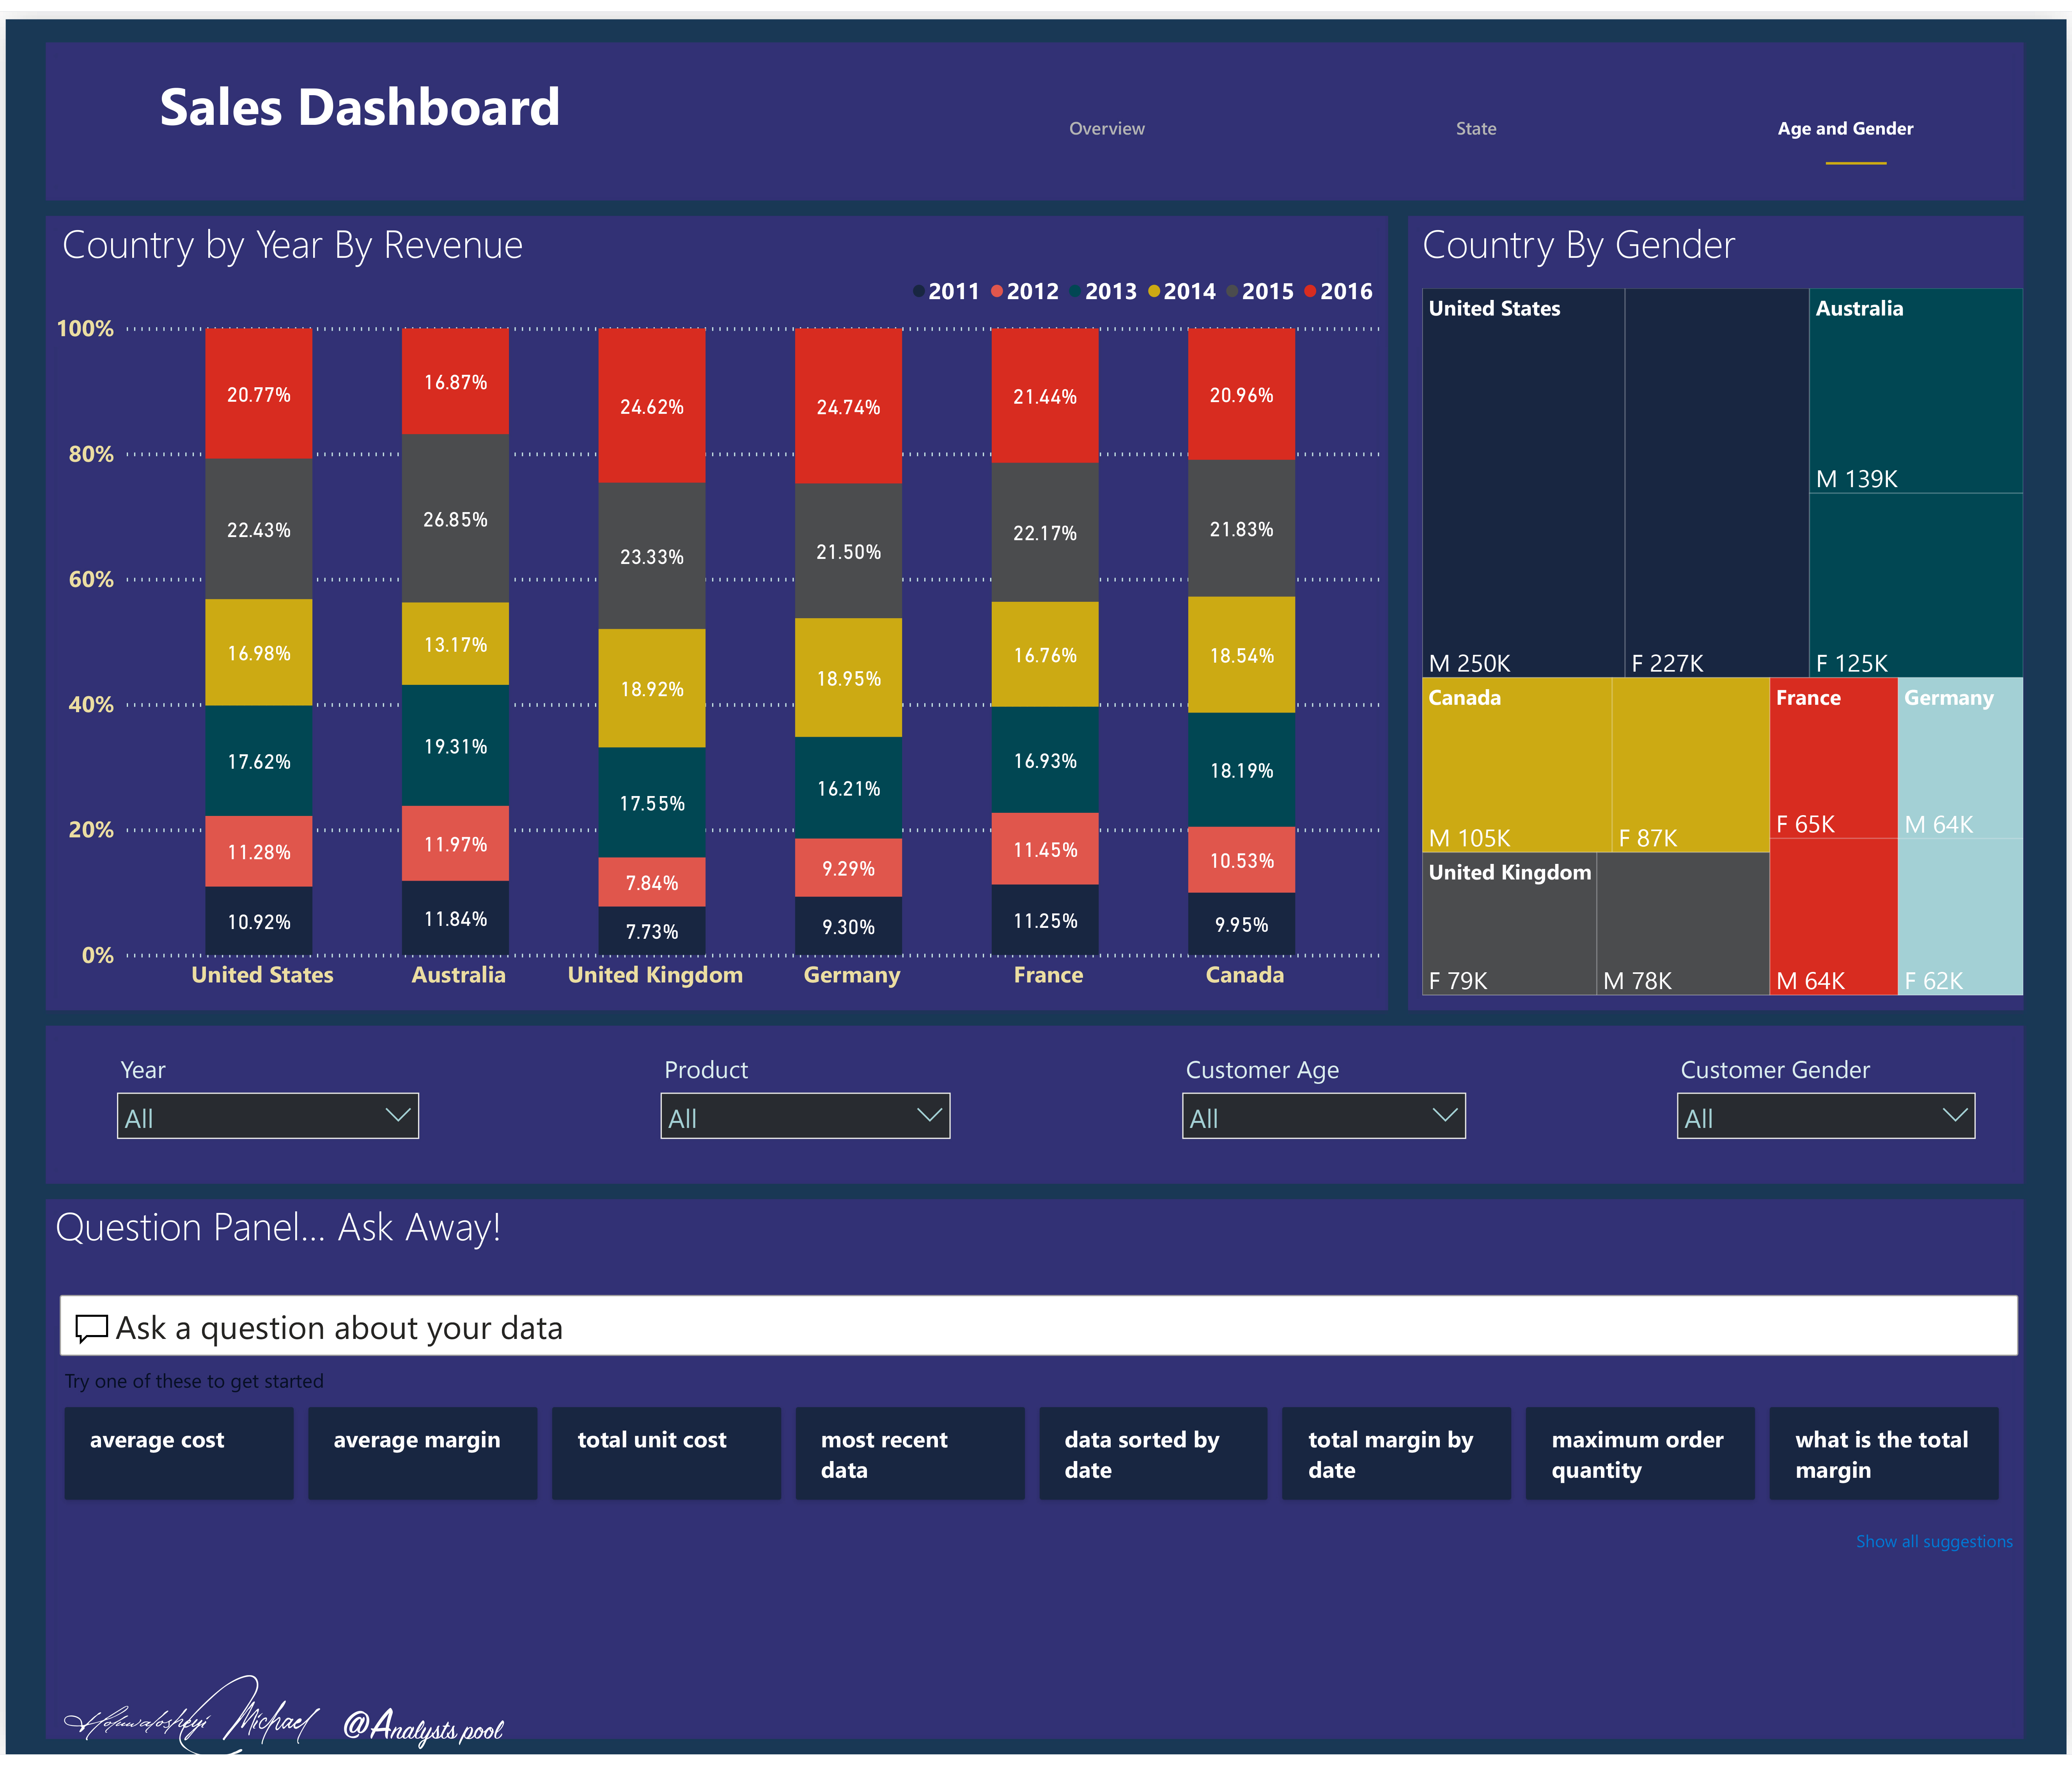 Sales Dashboard
Overview
State
Age and Gender
Country by Year By Revenue
2011 2012 2013 2014 2015 2016
100%
80%
60%
40%
20%
0%
20.77%
22.43%
16.98%
17.62%
11.28%
10.92%
United States
16.87%
26.85%
13.17%
19.31%
11.97%
11.84%
Australia
24.62%
23.33%
18.92%
17.55%
7.84%
7.73%
United Kingdom
24.74%
21.50%
18.95%
16.21%
9.29%
9.30%
Germany
21.44%
22.17%
16.76%
16.93%
11.45%
11.25%
France
20.96%
21.83%
18.54%
18.19%
10.53%
9.95%
Canada
Country By Gender
United States
M 250K
F 227K
Australia
M 139K
F 125K
Canada
M 105K
F 87K
United Kingdom
F 79K
M 78K
France
F 65K
M 64K
Germany
M 64K
F 62K
Year
All
Product
All
Customer Age
All
Customer Gender
All
Question Panel... Ask Away!
Ask a question about your data
Try one of these to get started
average cost
average margin
total unit cost
most recent
data
data sorted by
date
total margin by
date
maximum order
quantity
what is the total
margin
Show all suggestions
Michael @Analysts pool